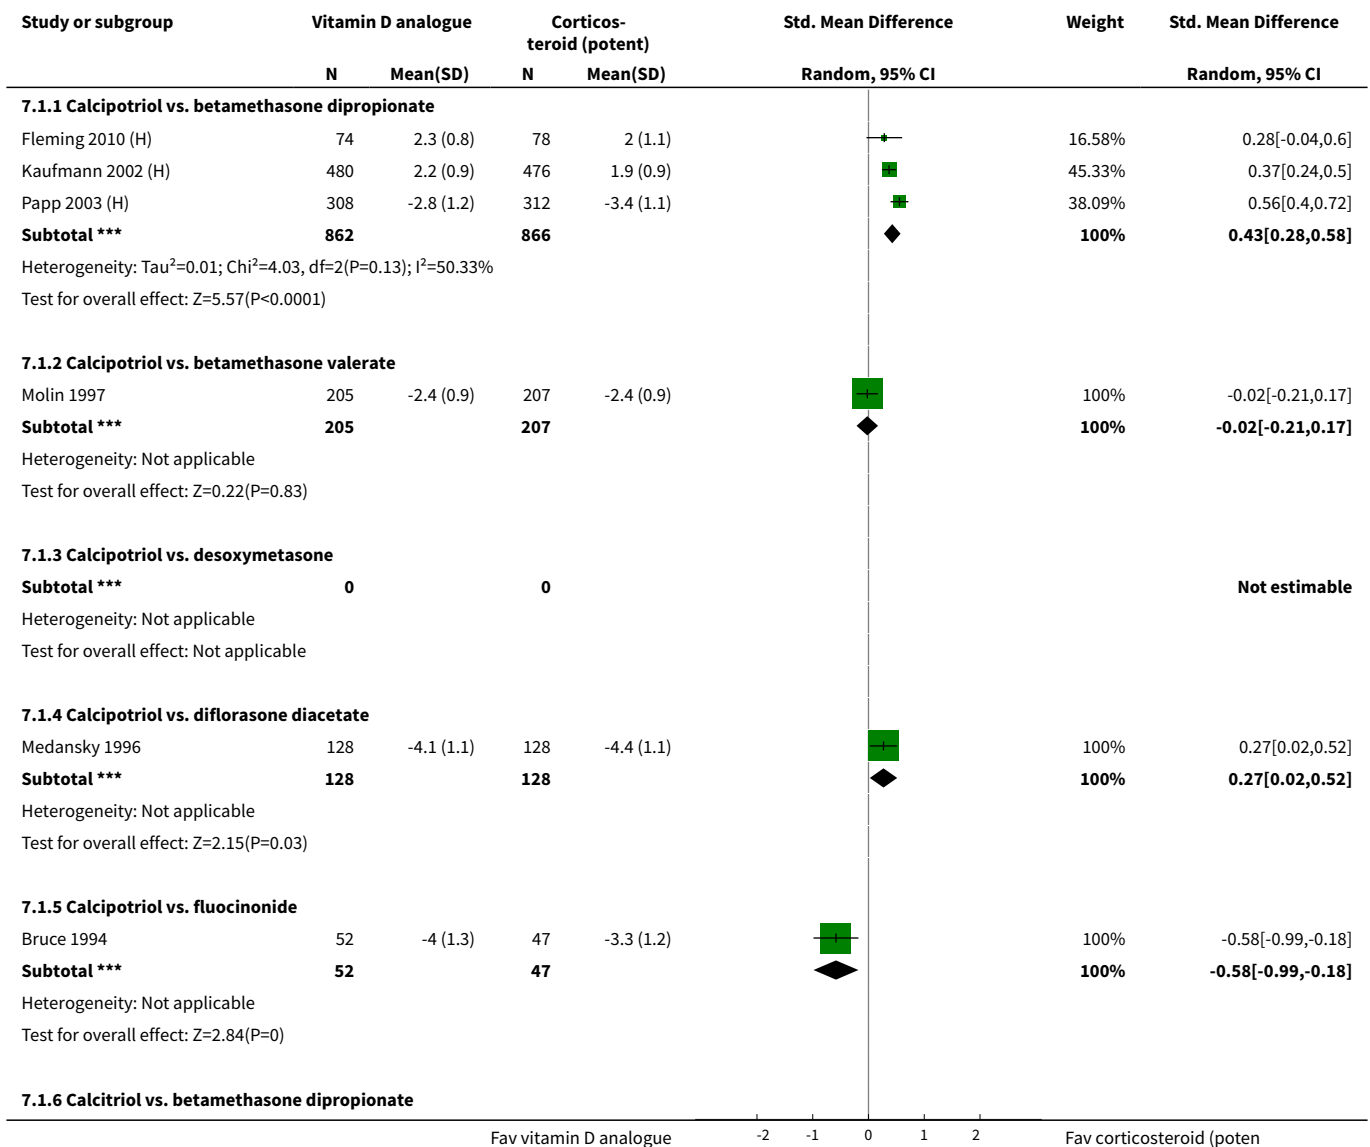 Study or subgroup Vitamin D analogue Corticos- Std. Mean Difference Weight Std. Mean Difference
teroid (potent)
N Mean(SD) N Mean(SD) Random, 95% CI Random, 95% CI
7.1.1 Calcipotriol vs. betamethasone dipropionate
Fleming 2010 (H) 74 2.3 (0.8) 78 2 (1.1) 16.58% 0.28[-0.04,0.6]
Kaufmann 2002 (H) 480 2.2 (0.9) 476 1.9 (0.9) 45.33% 0.37[0.24,0.5]
Papp 2003 (H) 308 -2.8 (1.2) 312 -3.4 (1.1) 38.09% 0.56[0.4,0.72]
Subtotal *** 862 866 100% 0.43[0.28,0.58]
Heterogeneity: Tau²=0.01; Chi²=4.03, df=2(P=0.13); I²=50.33%
Test for overall effect: Z=5.57(P<0.0001)
7.1.2 Calcipotriol vs. betamethasone valerate
Molin 1997 205 -2.4 (0.9) 207 -2.4 (0.9) 100% -0.02[-0.21,0.17]
Subtotal *** 205 207 100% -0.02[-0.21,0.17]
Heterogeneity: Not applicable
Test for overall effect: Z=0.22(P=0.83)
7.1.3 Calcipotriol vs. desoxymetasone
Subtotal *** 0 0 Not estimable
Heterogeneity: Not applicable
Test for overall effect: Not applicable
7.1.4 Calcipotriol vs. diflorasone diacetate
Medansky 1996 128 -4.1 (1.1) 128 -4.4 (1.1) 100% 0.27[0.02,0.52]
Subtotal *** 128 128 100% 0.27[0.02,0.52]
Heterogeneity: Not applicable
Test for overall effect: Z=2.15(P=0.03)
7.1.5 Calcipotriol vs. fluocinonide
Bruce 1994 52 -4 (1.3) 47 -3.3 (1.2) 100% -0.58[-0.99,-0.18]
Subtotal *** 52 47 100% -0.58[-0.99,-0.18]
Heterogeneity: Not applicable
Test for overall effect: Z=2.84(P=0)
7.1.6 Calcitriol vs. betamethasone dipropionate
Fav vitamin D analogue -2 -1 0 1 2 Fav corticosteroid (poten